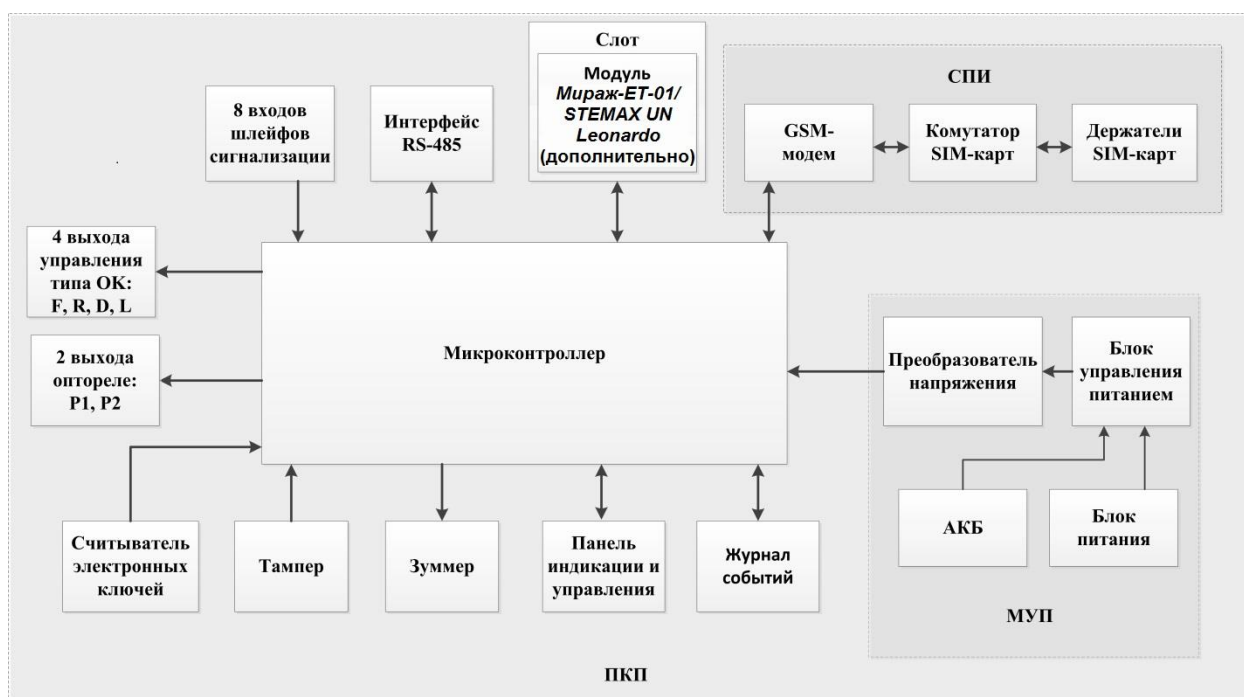 8 входов
шлейфов
сигнализации
Интерфейс
RS-485
Слот
Модуль
Мираж-ET-01/
STEMAX UN
Leonardo
(дополнительно)
СПИ
GSM-
модем
Комутатор
SIM-карт
Держатели
SIM-карт
4 выхода
управления
типа ОК:
F, R, D, L
2 выхода
оптореле:
P1, P2
Микроконтроллер
Преобразователь
напряжения
Блок
управления
питанием
АКБ
Блок
питания
МУП
Считыватель
электронных
ключей
Тампер
Зуммер
Панель
индикации и
управления
Журнал
событий
ПКП